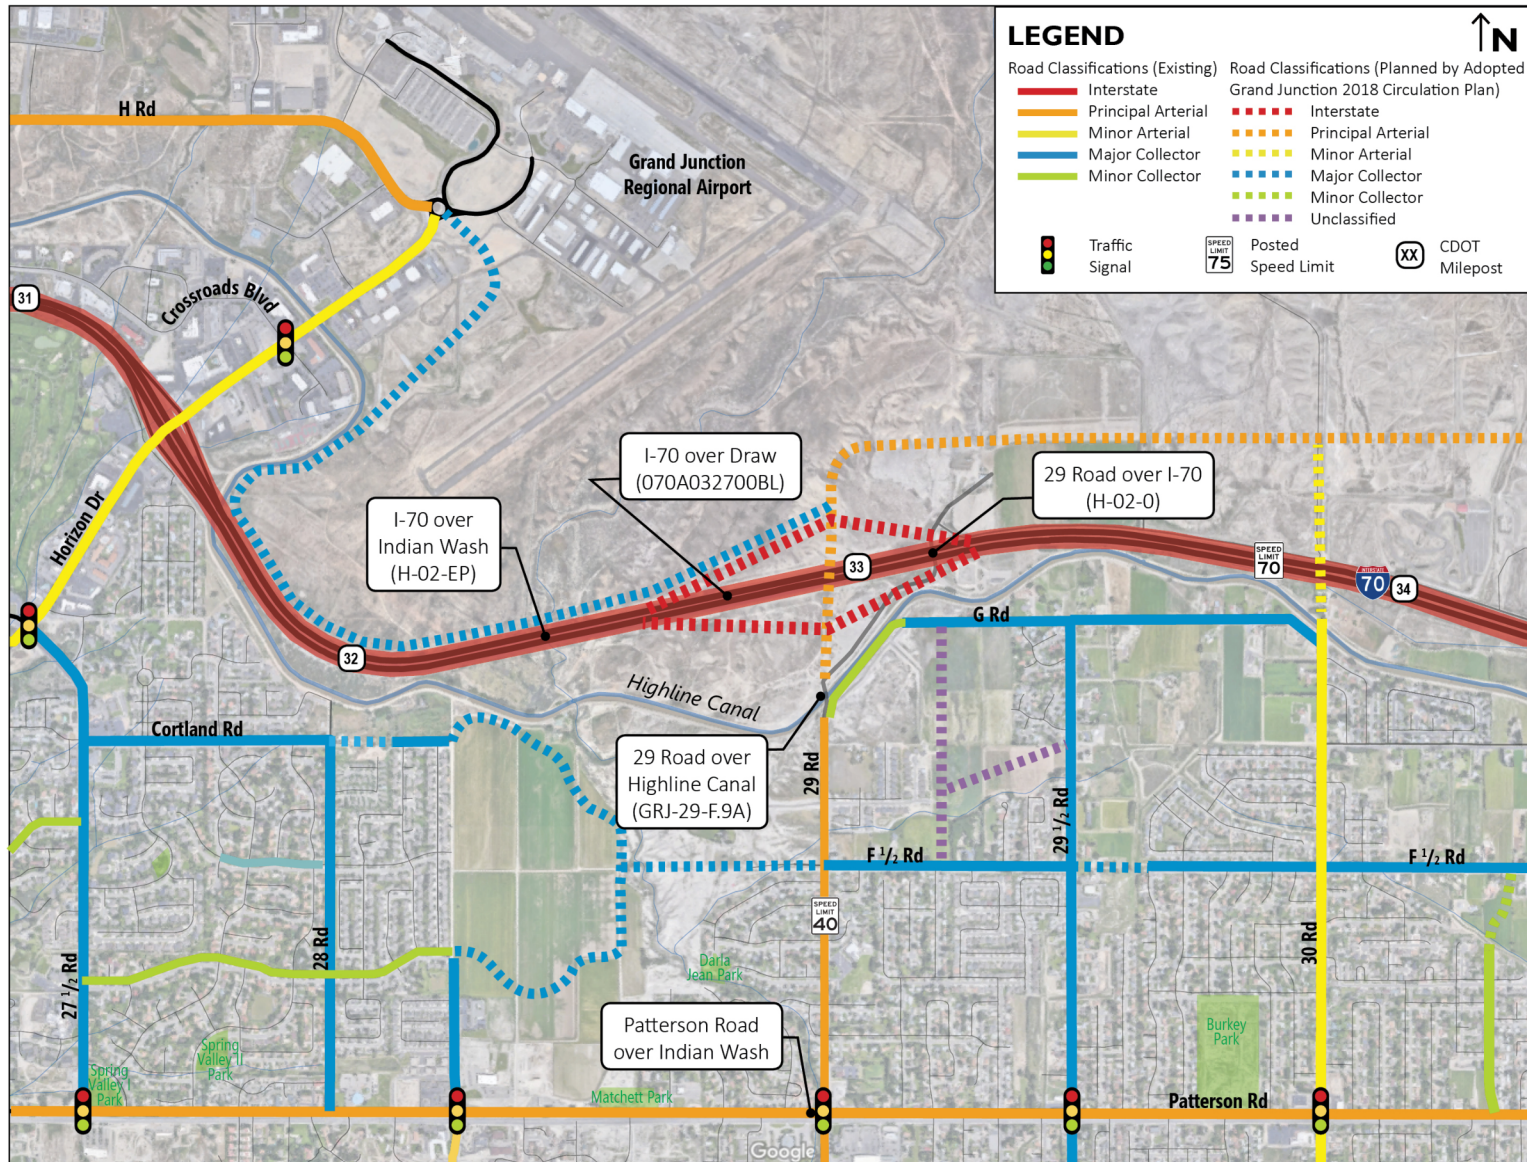 LEGEND
N
Road Classifications (Existing)
Interstate
Principal Arterial
Minor Arterial
Major Collector
Minor Collector
Road Classifications (Planned by Adopted
Grand Junction 2018 Circulation Plan)
Interstate
Principal Arterial
Minor Arterial
Major Collector
Minor Collector
Unclassified
Traffic
Signal
SPEED
LIMIT
75
Posted
Speed Limit
XX
CDOT
Milepost
H Rd
Grand Junction
Regional Airport
31
Crossroads Blvd
Horizon Dr
I-70 over Draw
(070A032700BL)
29 Road over I-70
(H-02-0)
I-70 over
Indian Wash
(H-02-EP)
33
SPEED
LIMIT
70
INTERSTATE
70
34
G Rd
32
Highline Canal
Cortland Rd
29 Road over
Highline Canal
(GRJ-29-F.9A)
29 Rd
29 1/2 Rd
F 1/2 Rd
F 1/2 Rd
SPEED
LIMIT
40
27 1/2 Rd
28 Rd
30 Rd
Darla
Jean Park
Patterson Road
over Indian Wash
Burkey
Park
Spring
Valley II
Park
Spring
Valley I
Park
Matchett Park
Patterson Rd
Google